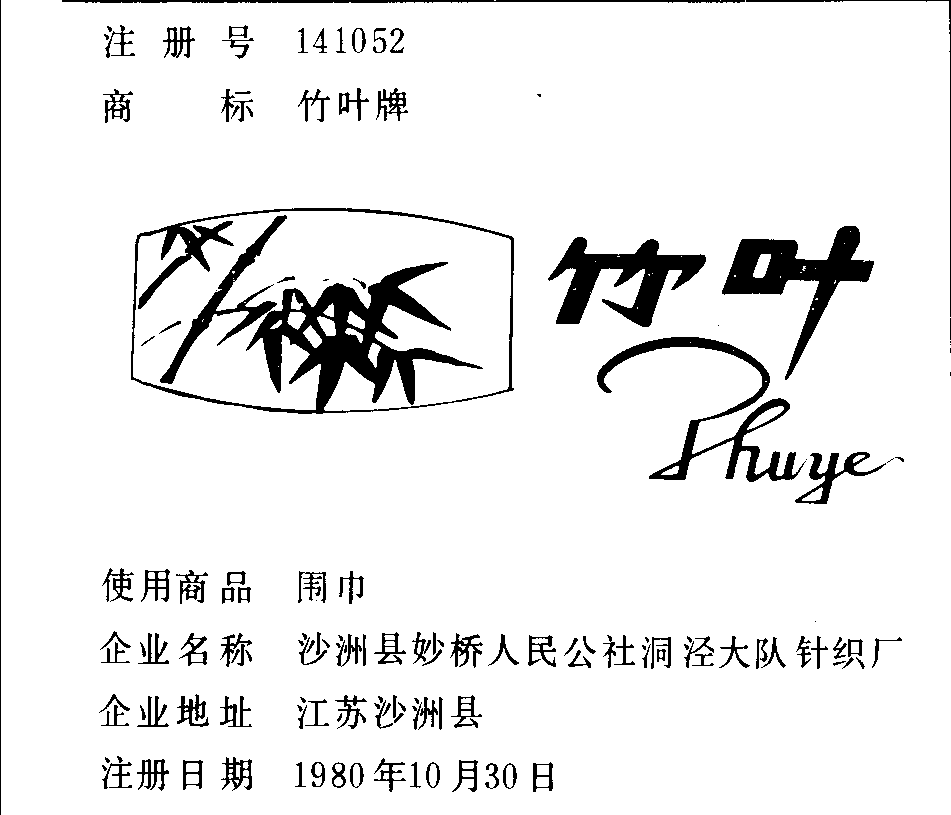 注册号 141052
商标 竹叶牌
竹叶
Zhuye
使用商品 围巾
企业名称 沙洲县妙桥人民公社洞泾大队针织厂
企业地址 江苏沙洲县
注册日期 1980年10月30日